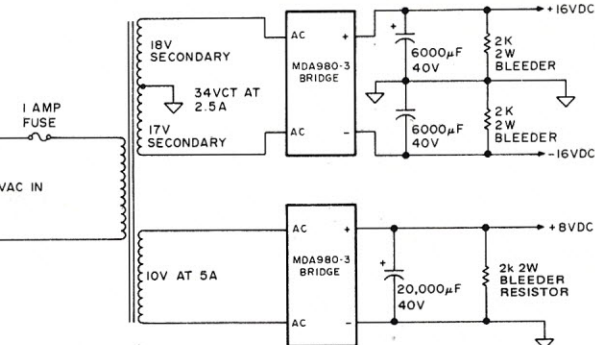 +16VDC
18V
SECONDARY
AC
+
MDA980-3
BRIDGE
+
6000µF
40V
2K
2W
BLEEDER
34VCT AT
2.5A
1 AMP
FUSE
17V
SECONDARY
AC
−
6000µF
40V
2K
2W
BLEEDER
-16VDC
VAC IN
AC
+
+8VDC
MDA980-3
BRIDGE
10V AT 5A
+
20,000µF
40V
2k 2W
BLEEDER
RESISTOR
AC
−